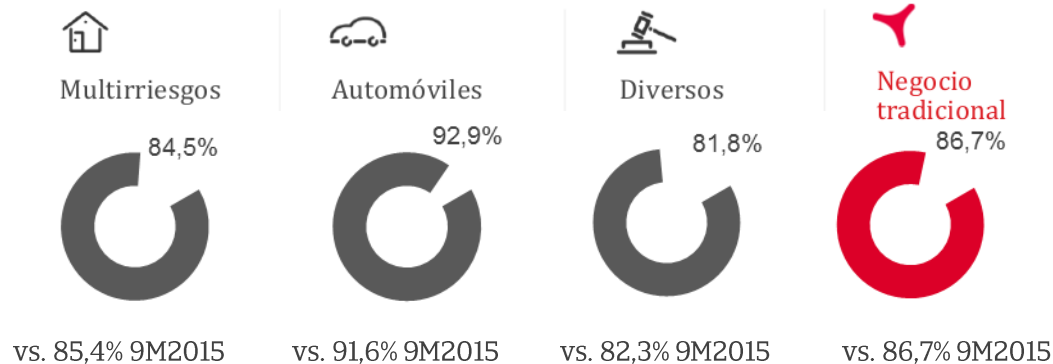 Multirriesgos
84,5%
vs. 85,4% 9M2015
Automóviles
92,9%
vs. 91,6% 9M2015
Diversos
81,8%
vs. 82,3% 9M2015
Negocio
tradicional
86,7%
vs. 86,7% 9M2015